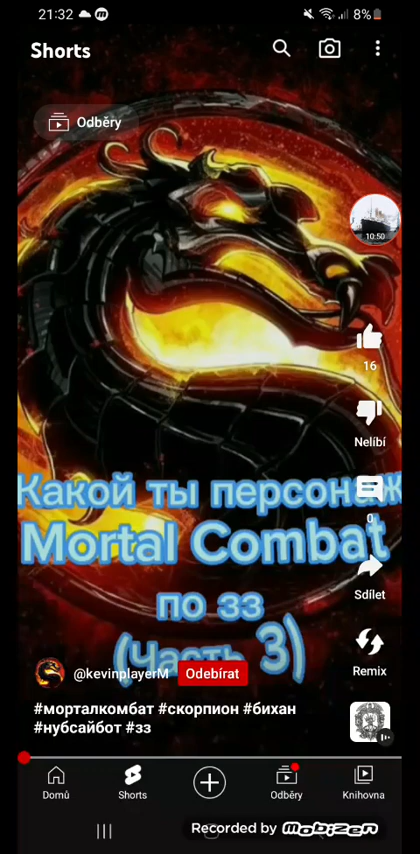 21:32
8%
Shorts
Odběry
10:50
16
Nelíbí
Какой ты персонаж
Mortal Combat
0
Sdílet
по зз
(Часть 3)
Remix
@kevinplayerM
Odebírat
#морталкомбат #скорпион #бихан
#нубсайбот #зз
Domů
Shorts
Odběry
Knihovna
Recorded by mobizen